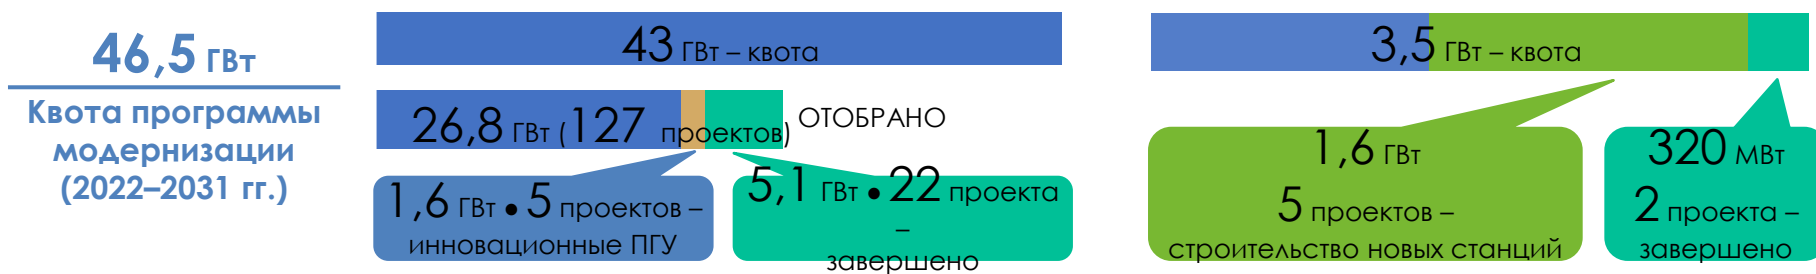 46,5 ГВт
Квота программы
модернизации
(2022–2031 гг.)
43 ГВт – квота
26,8 ГВт (127 проектов) ОТОБРАНО
1,6 ГВт ● 5 проектов –
инновационные ПГУ
5,1 ГВт ● 22 проекта
–
завершено
3,5 ГВт – квота
1,6 ГВт
5 проектов –
строительство новых станций
320 МВт
2 проекта –
завершено